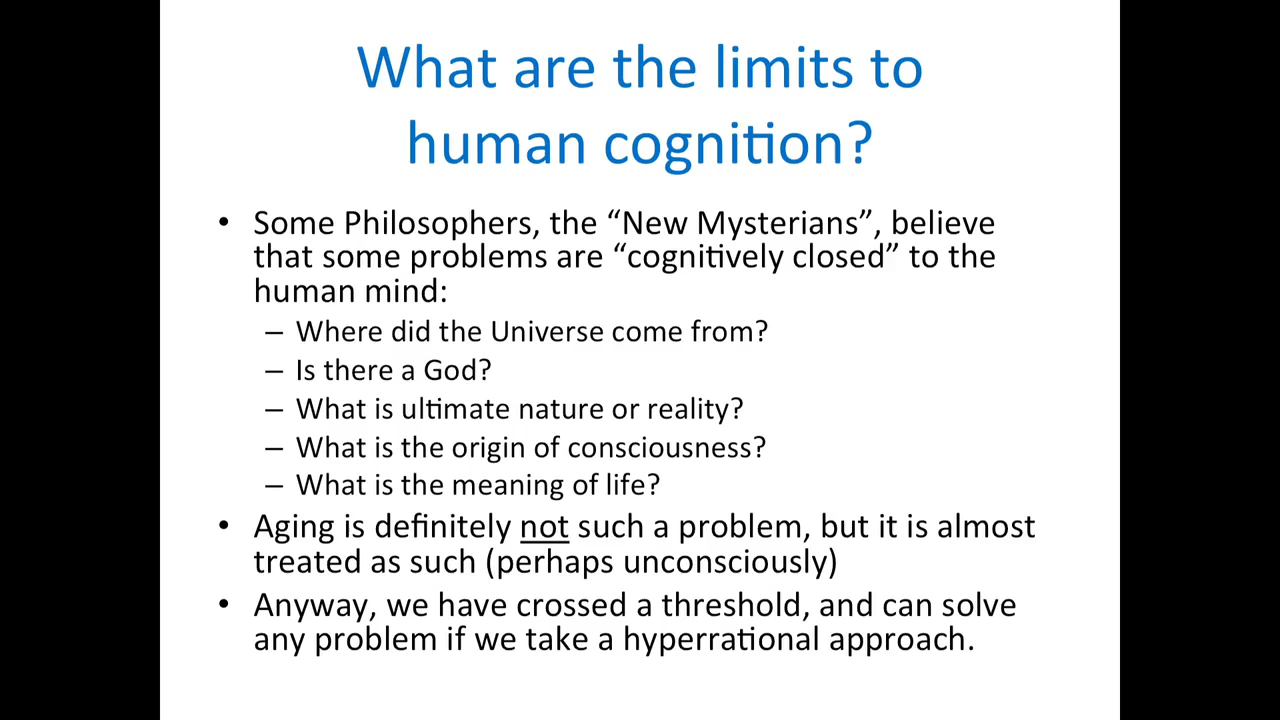 What are the limits to
human cognition?
• Some Philosophers, the “New Mysterians”, believe
that some problems are “cognitively closed” to the
human mind:
– Where did the Universe come from?
– Is there a God?
– What is ultimate nature or reality?
– What is the origin of consciousness?
– What is the meaning of life?
• Aging is definitely not such a problem, but it is almost
treated as such (perhaps unconsciously)
• Anyway, we have crossed a threshold, and can solve
any problem if we take a hyperrational approach.